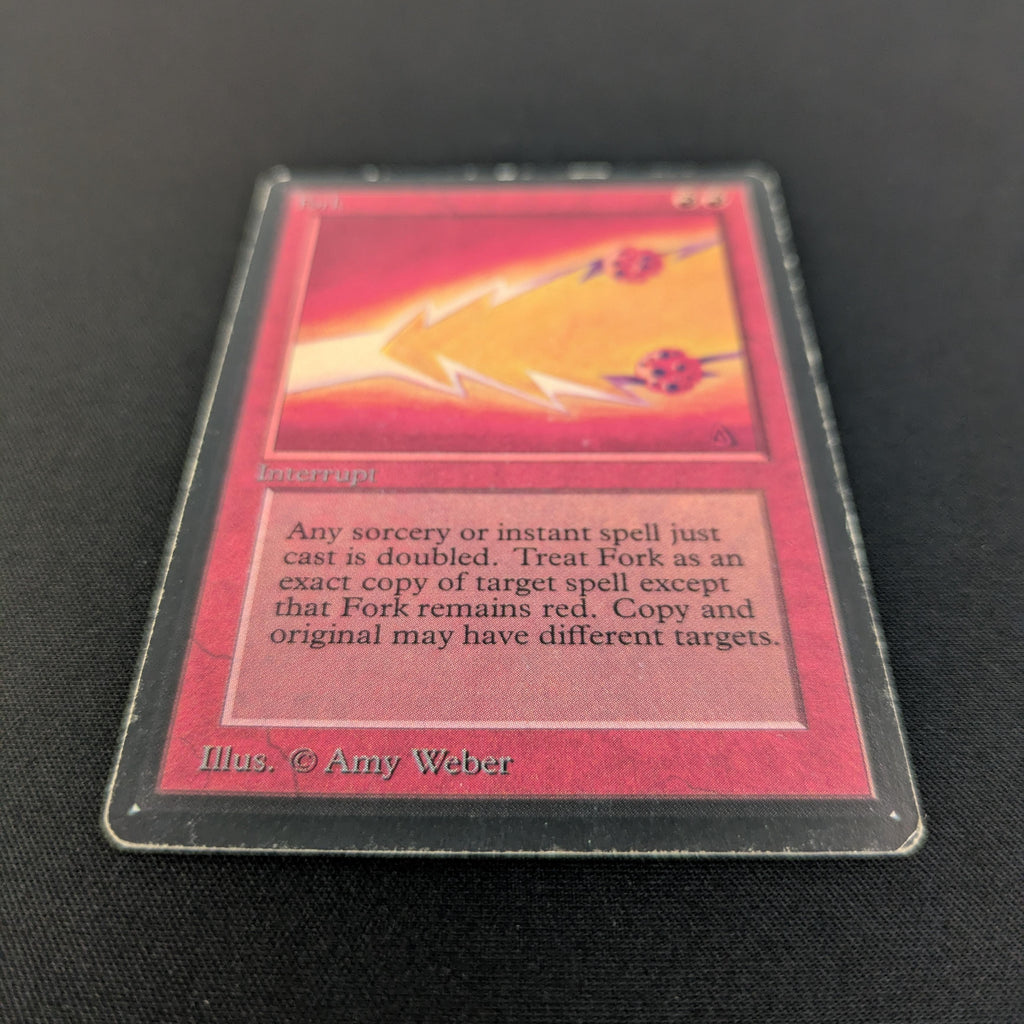 Fork
Interrupt
Any sorcery or instant spell just
cast is doubled. Treat Fork as an
exact copy of target spell except
that Fork remains red. Copy and
original may have different targets.
Illus. © Amy Weber